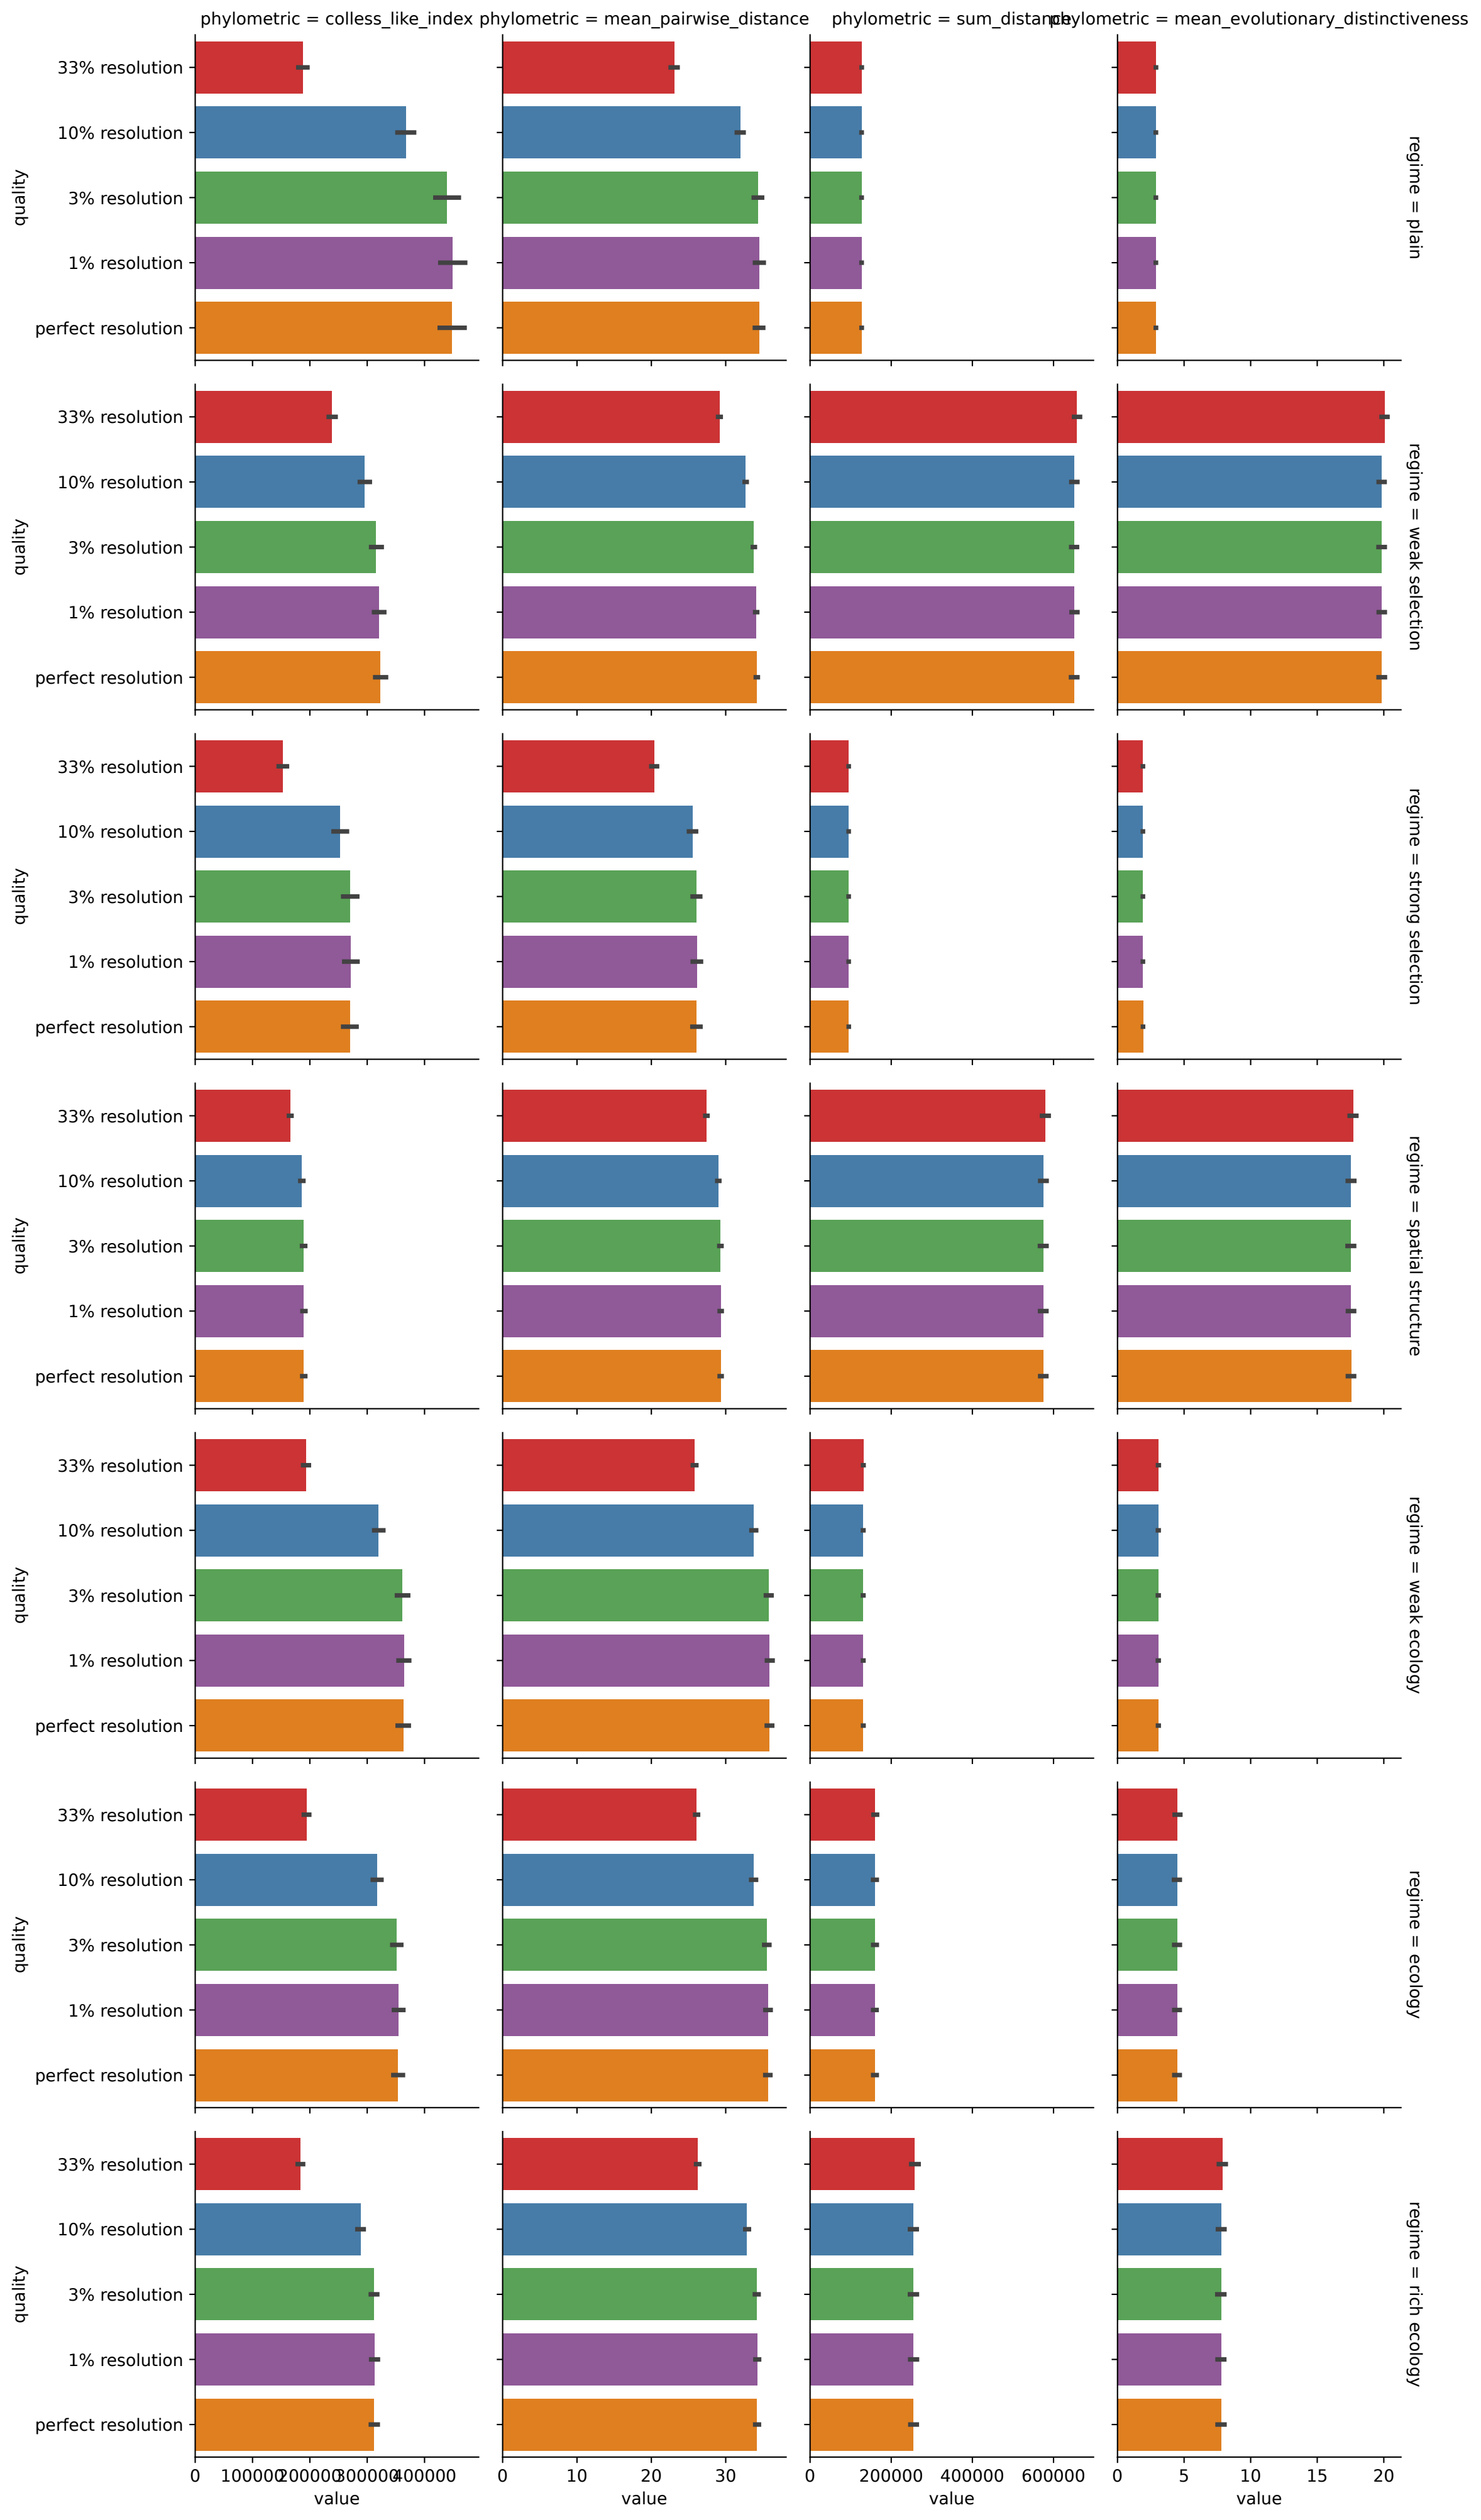 phylometric = colless_like_index
phylometric = mean_pairwise_distance
phylometric = sum_distance
phylometric = mean_evolutionary_distinctiveness
quality
33% resolution
10% resolution
3% resolution
1% resolution
perfect resolution
regime = plain
quality
33% resolution
10% resolution
3% resolution
1% resolution
perfect resolution
regime = weak selection
quality
33% resolution
10% resolution
3% resolution
1% resolution
perfect resolution
regime = strong selection
quality
33% resolution
10% resolution
3% resolution
1% resolution
perfect resolution
regime = spatial structure
quality
33% resolution
10% resolution
3% resolution
1% resolution
perfect resolution
regime = weak ecology
quality
33% resolution
10% resolution
3% resolution
1% resolution
perfect resolution
regime = ecology
quality
33% resolution
10% resolution
3% resolution
1% resolution
perfect resolution
regime = rich ecology
0 100000 200000 300000 400000
0 10 20 30
0 200000 400000 600000
0 5 10 15 20
value
value
value
value